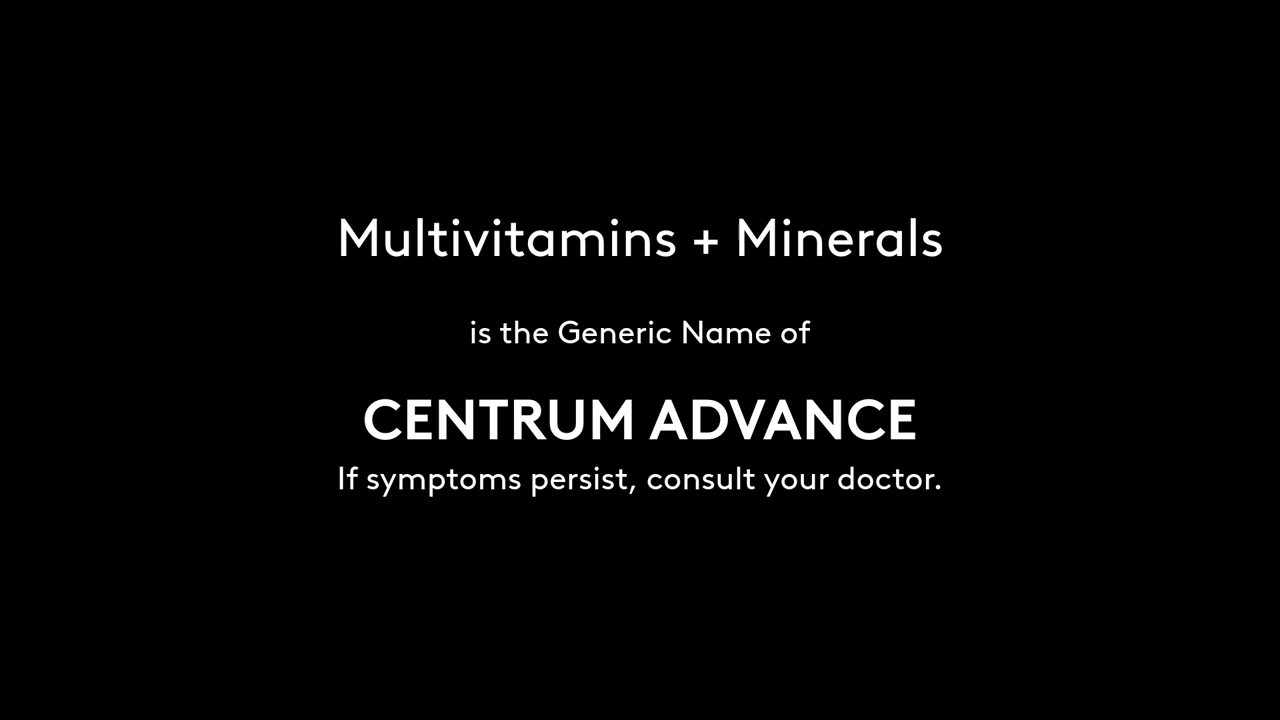 Multivitamins + Minerals
is the Generic Name of
CENTRUM ADVANCE
If symptoms persist, consult your doctor.